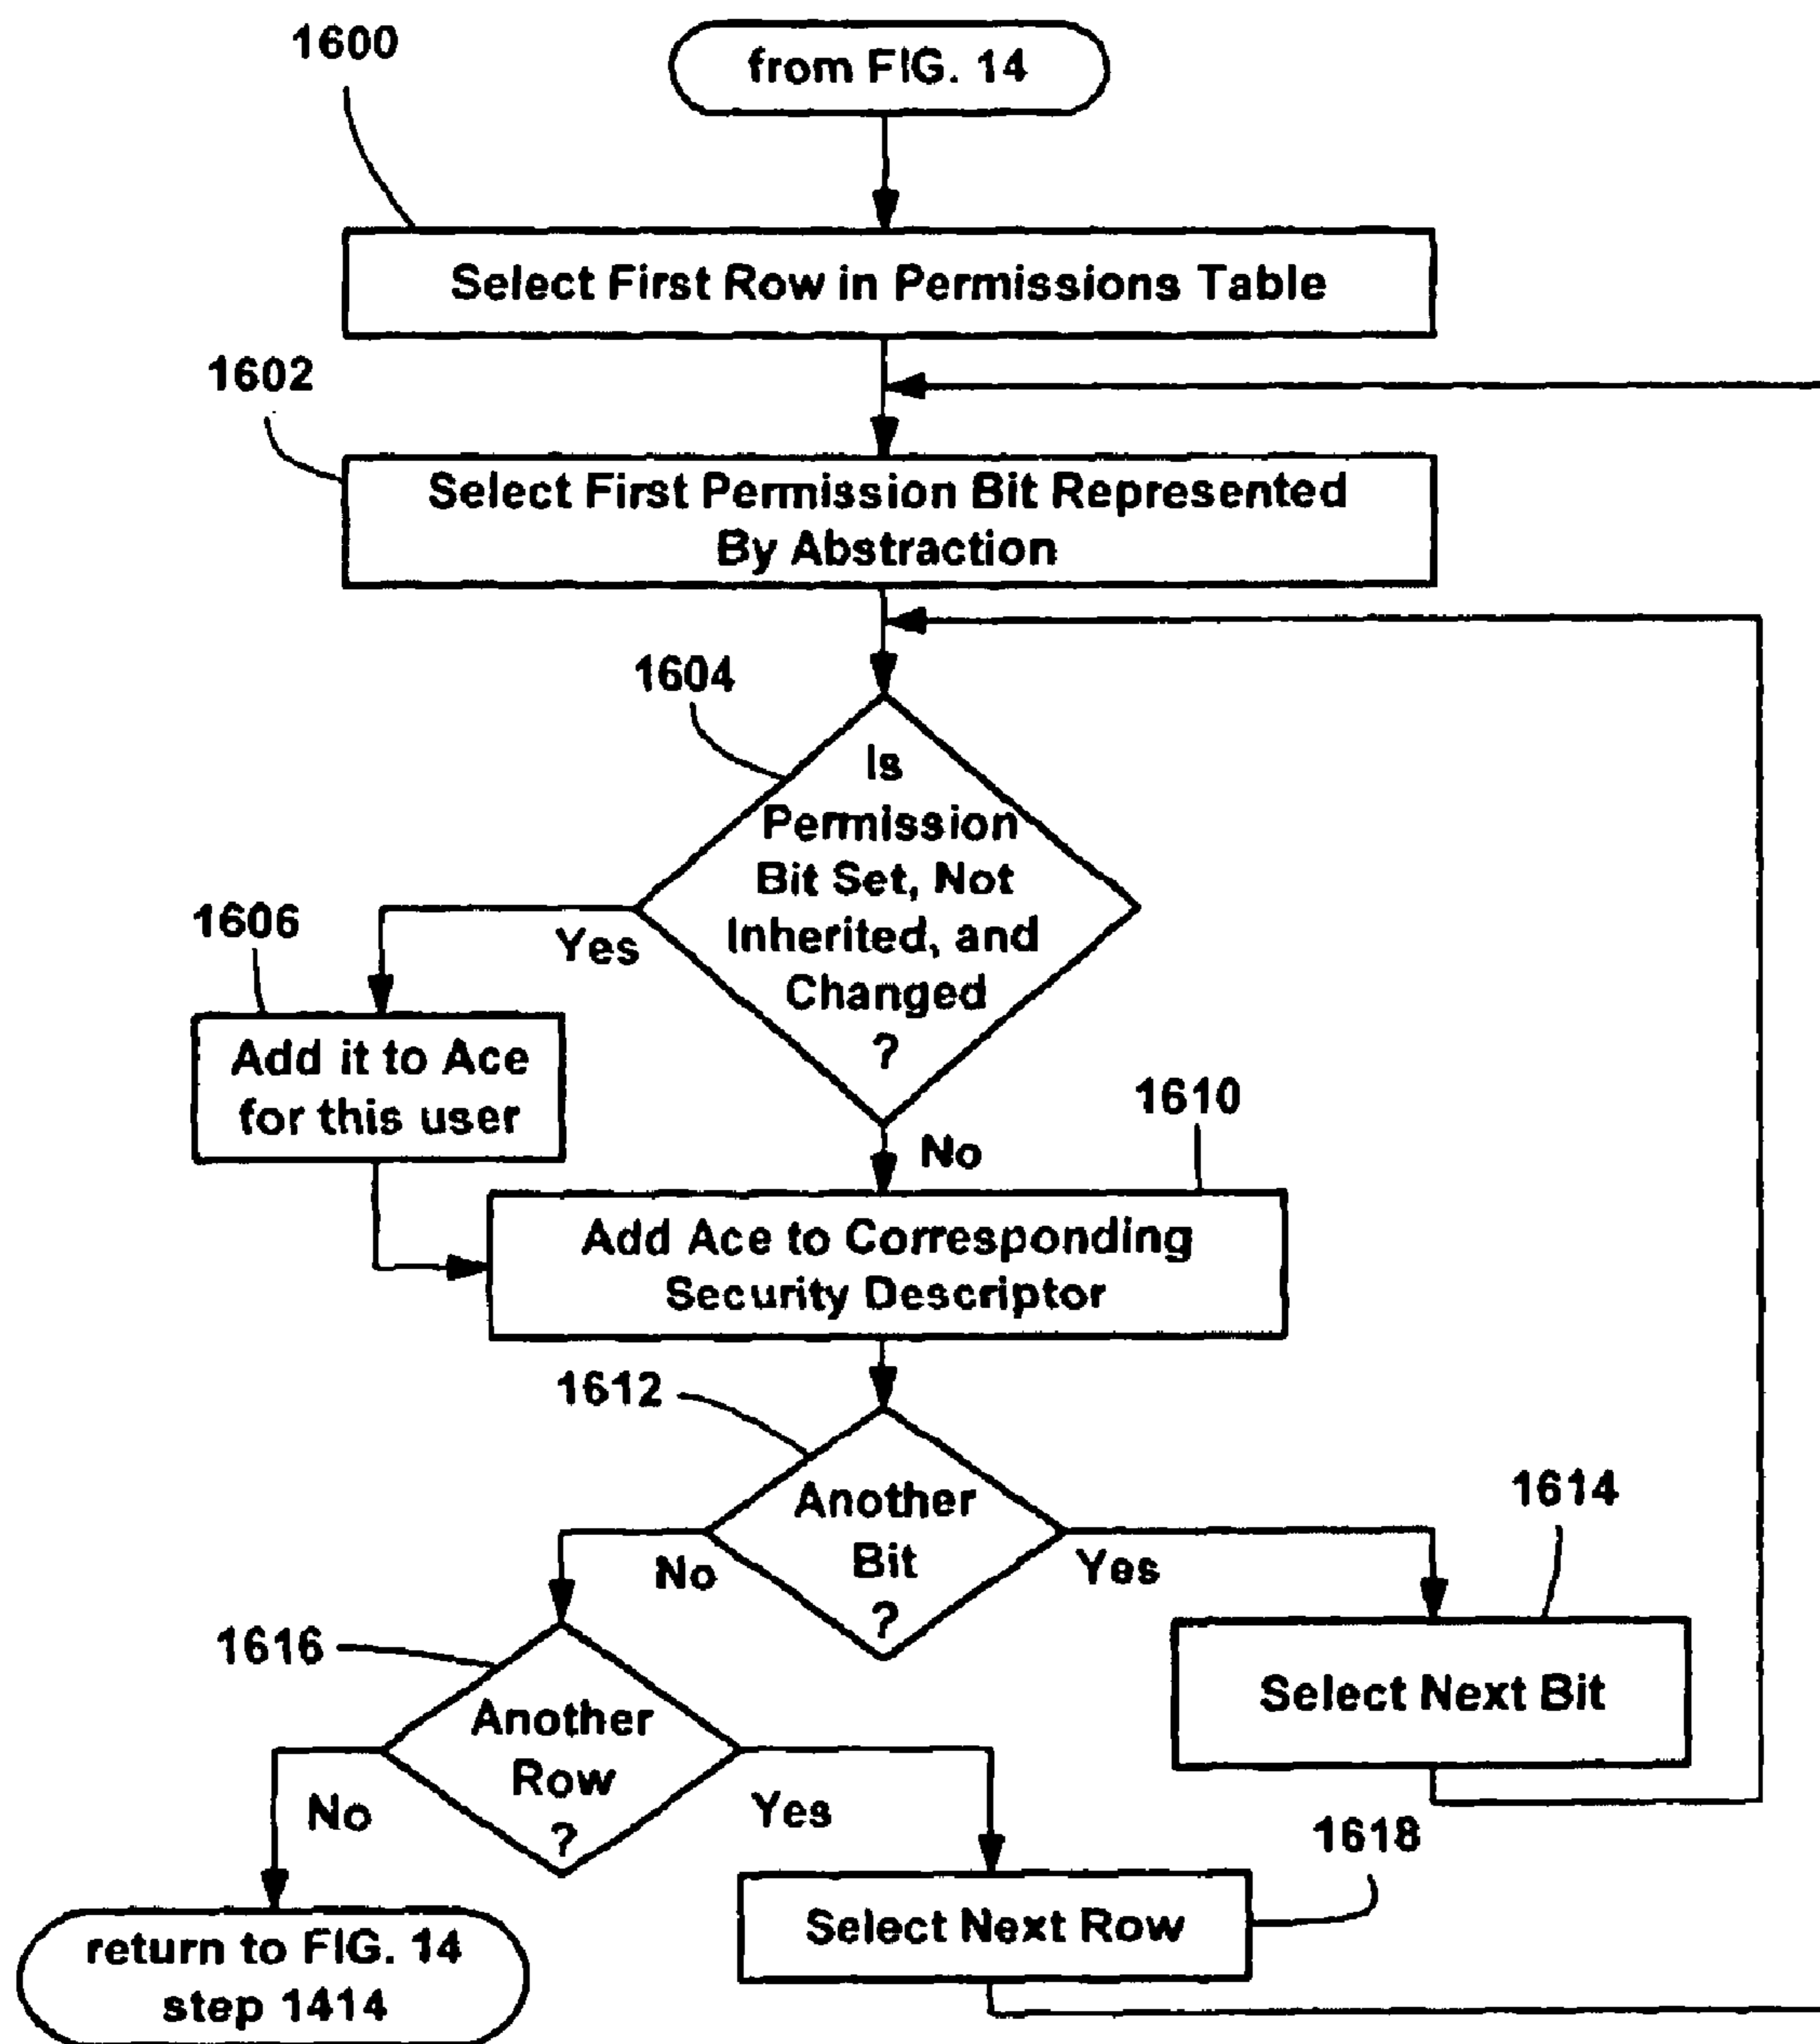 1600
from FIG. 14
Select First Row in Permissions Table
1602
Select First Permission Bit Represented
By Abstraction
1604
Is
Permission
Bit Set, Not
Inherited, and
Changed
?
Yes
1606
Add it to Ace
for this user
No
1610
Add Ace to Corresponding
Security Descriptor
1612
Another
Bit
?
No
Yes
1614
Select Next Bit
1616
Another
Row
?
No
Yes
1618
Select Next Row
return to FIG. 14
step 1414